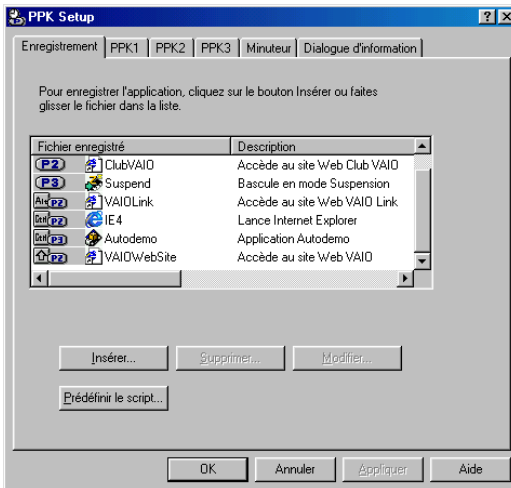 PPK Setup
Enregistrement PPK1 PPK2 PPK3 Minuteur Dialogue d'information
Pour enregistrer l'application, cliquez sur le bouton Insérer ou faites
glisser le fichier dans la liste.
Fichier enregistré Description
P2 ClubVAIO Accède au site Web Club VAIO
P3 Suspend Bascule en mode Suspension
Alt P2 VAIOLink Accède au site Web VAIO Link
Ctrl P2 IE4 Lance Internet Explorer
Ctrl P3 Autodemo Application Autodemo
P2 VAIOWebSite Accède au site Web VAIO
Insérer... Supprimer... Modifier...
Prédéfinir le script...
OK Annuler Appliquer Aide